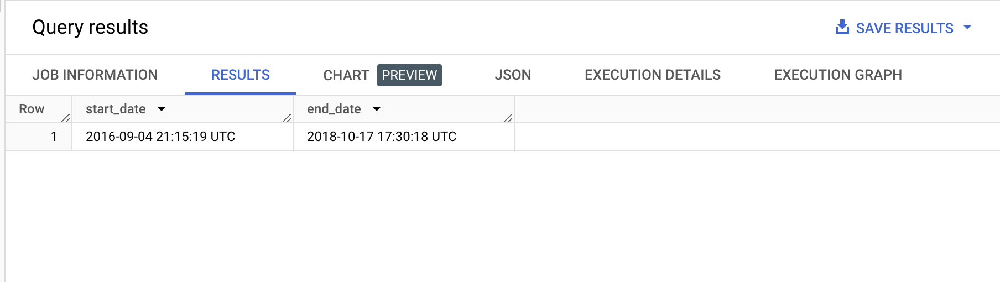 Query results
SAVE RESULTS
JOB INFORMATION RESULTS CHART PREVIEW JSON EXECUTION DETAILS EXECUTION GRAPH
Row start_date end_date
1 2016-09-04 21:15:19 UTC 2018-10-17 17:30:18 UTC